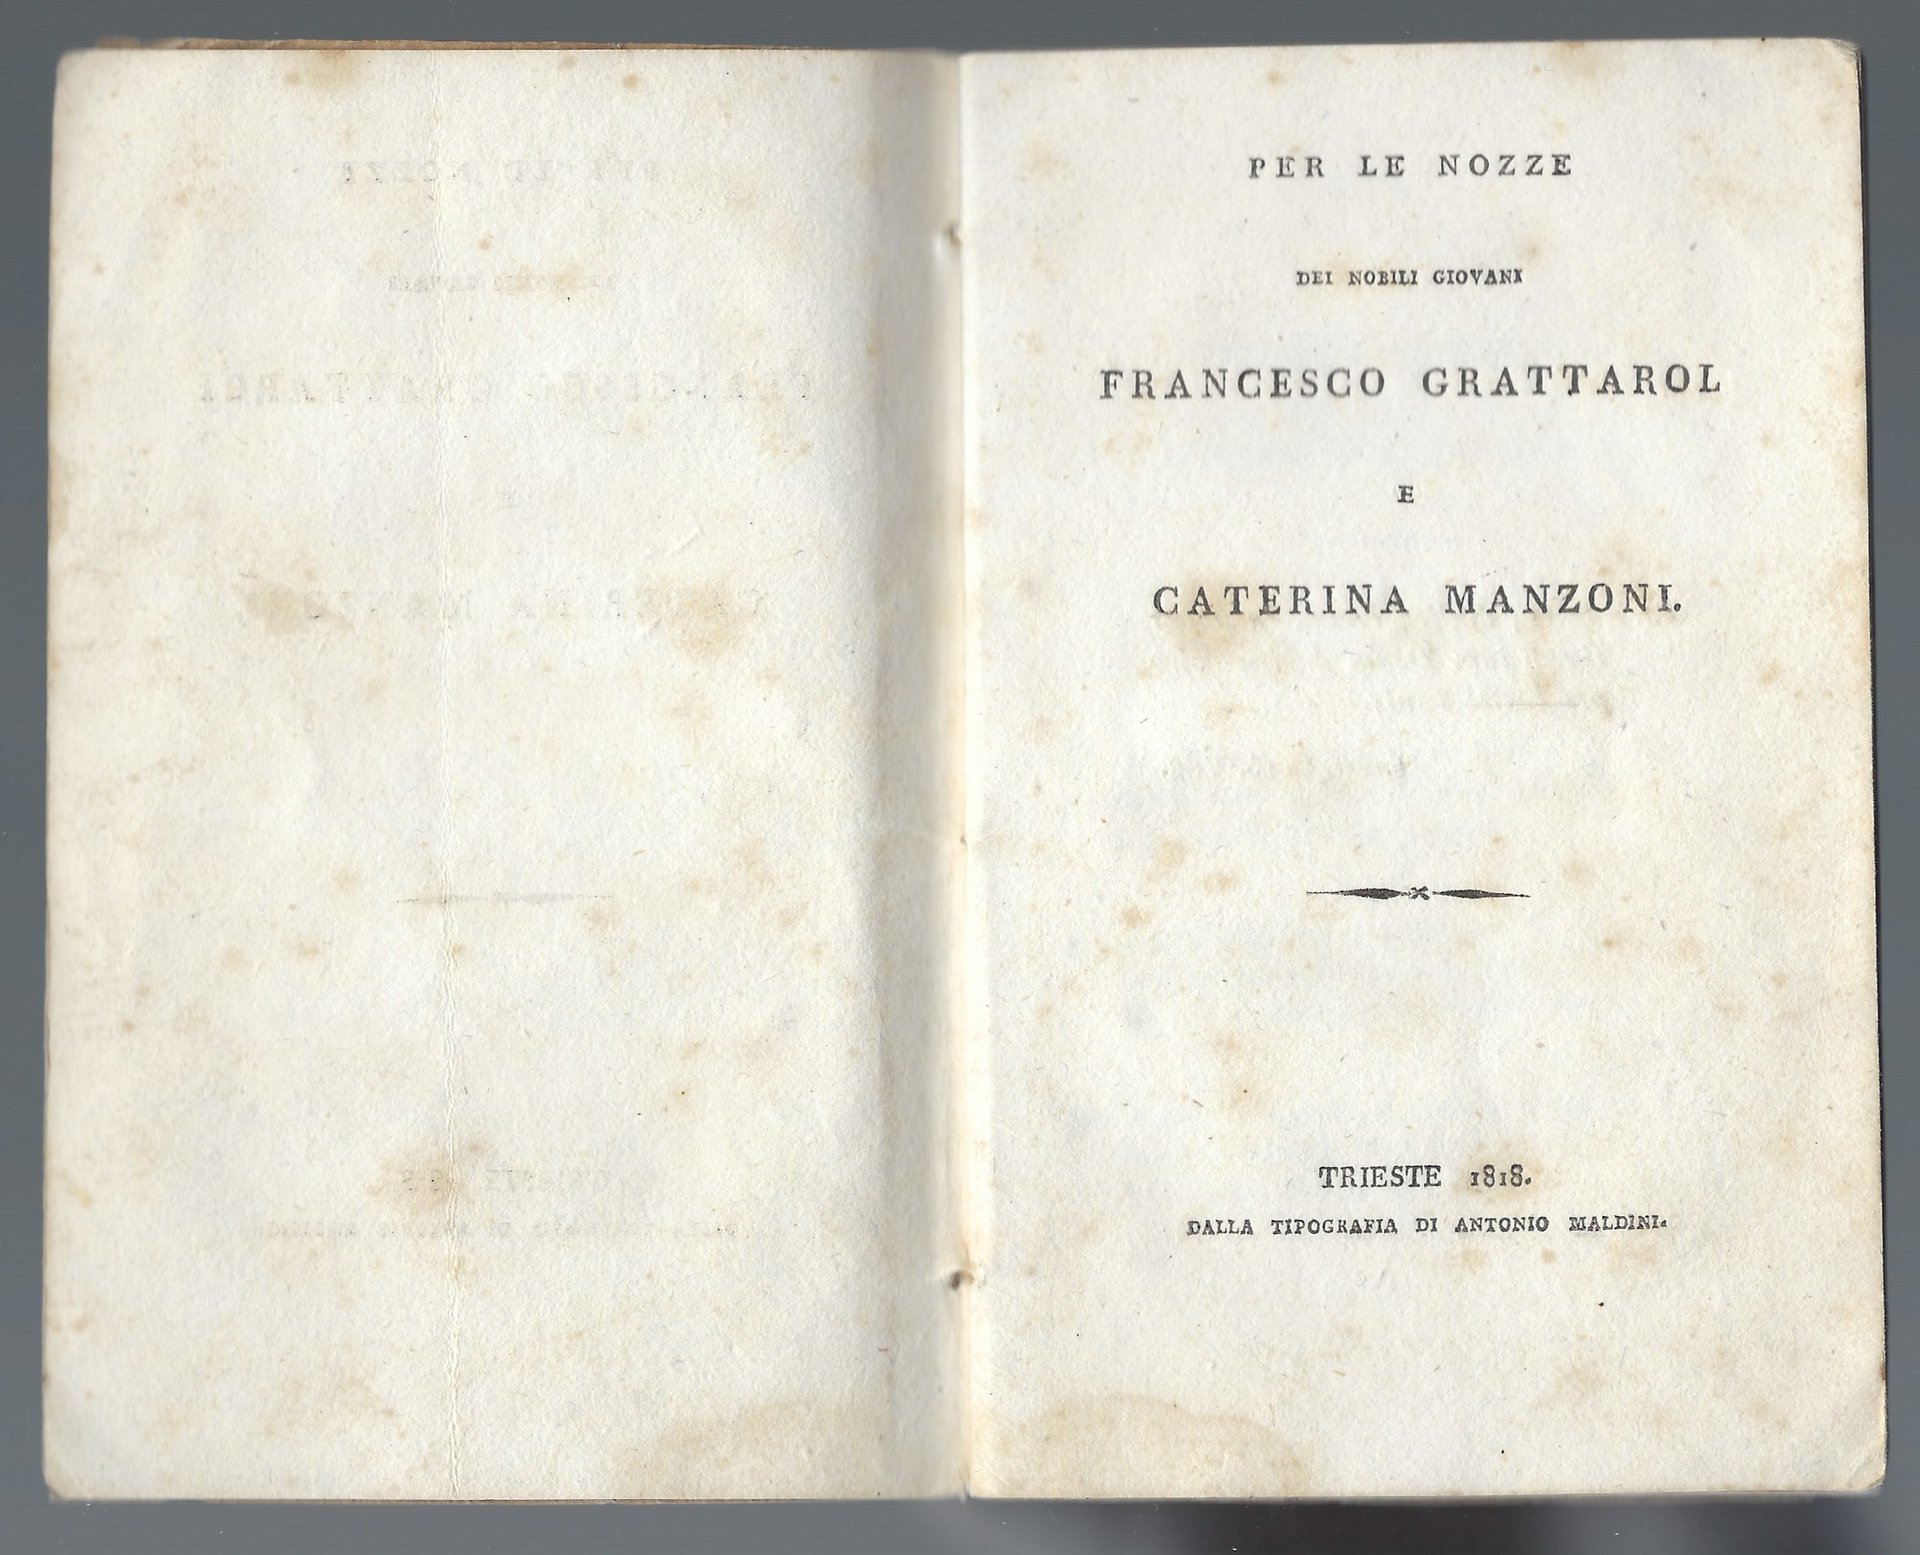 PER LE NOZZE
DEI NOBILI GIOVANI
FRANCESCO GRATTAROL
E
CATERINA MANZONI.
TRIESTE 1818.
DALLA TIPOGRAFIA DI ANTONIO MALDINI.